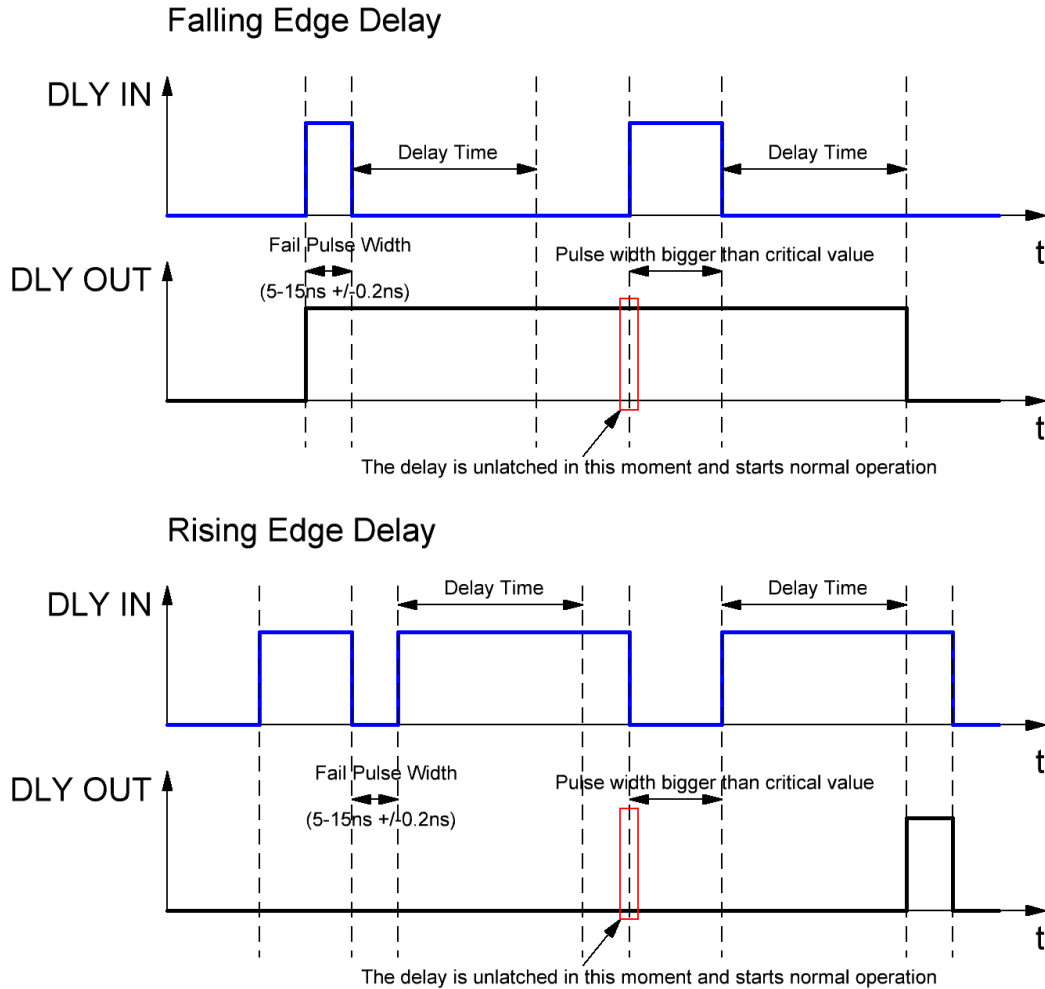 Falling Edge Delay
DLY IN
Delay Time
Delay Time
t
Fail Pulse Width
Pulse width bigger than critical value
DLY OUT
(5-15ns +/-0.2ns)
t
The delay is unlatched in this moment and starts normal operation
Rising Edge Delay
Delay Time
Delay Time
DLY IN
t
Fail Pulse Width
Pulse width bigger than critical value
DLY OUT
(5-15ns +/-0.2ns)
t
The delay is unlatched in this moment and starts normal operation